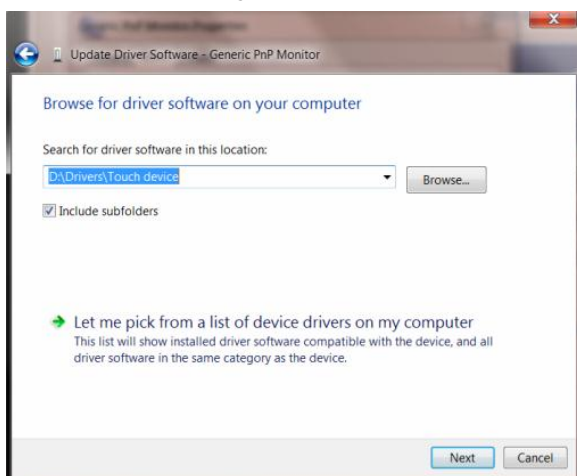 Update Driver Software - Generic PnP Monitor
Browse for driver software on your computer
Search for driver software in this location:
D:\Drivers\Touch device
Browse...
Include subfolders
Let me pick from a list of device drivers on my computer
This list will show installed driver software compatible with the device, and all
driver software in the same category as the device.
Next
Cancel